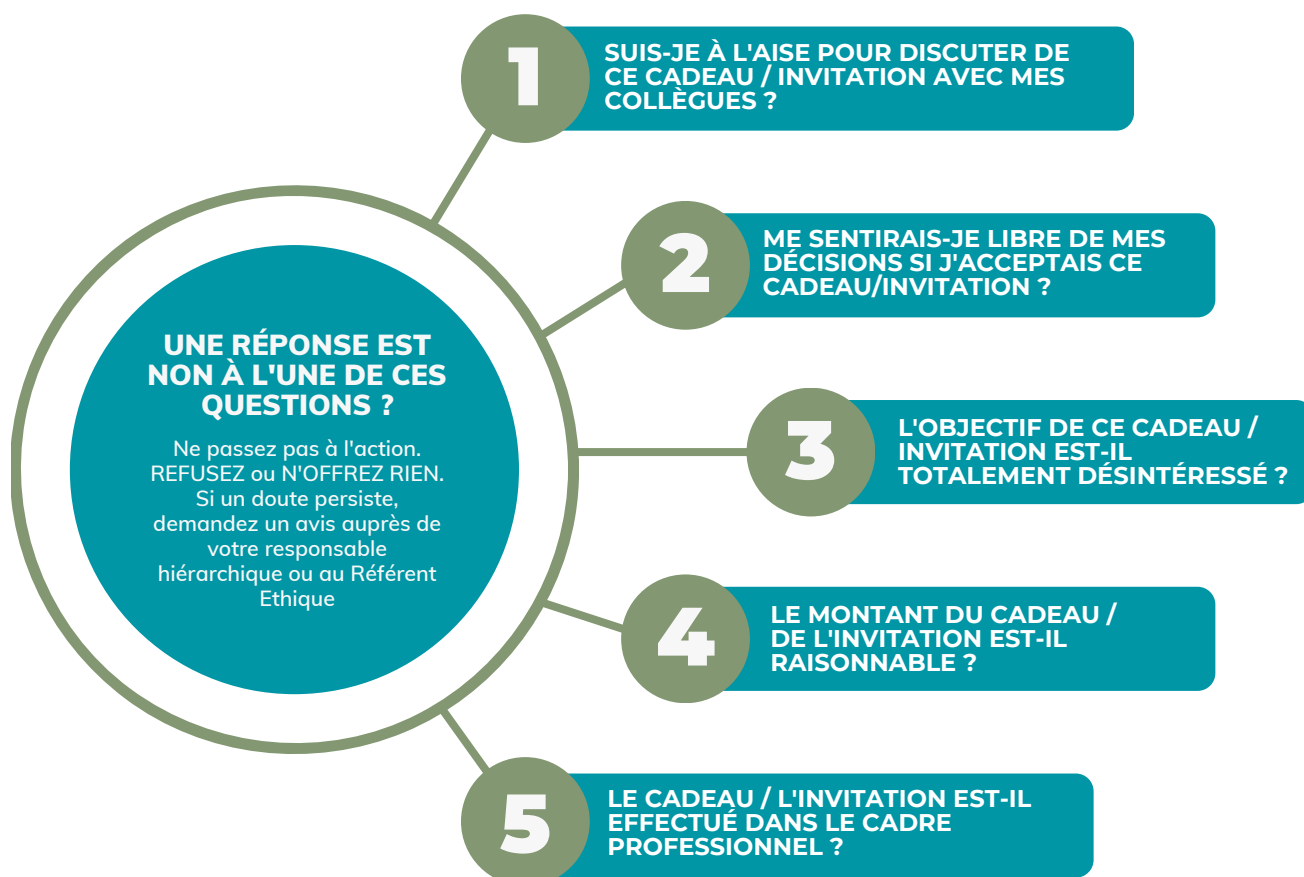 1
SUIS-JE À L'AISE POUR DISCUTER DE
CE CADEAU / INVITATION AVEC MES
COLLÈGUES ?
2
ME SENTIRAIS-JE LIBRE DE MES
DÉCISIONS SI J'ACCEPTAIS CE
CADEAU/INVITATION ?
UNE RÉPONSE EST
NON À L'UNE DE CES
QUESTIONS ?
Ne passez pas à l'action.
REFUSEZ ou N'OFFREZ RIEN.
Si un doute persiste,
demandez un avis auprès de
votre responsable
hiérarchique ou au Référent
Ethique
3
L'OBJECTIF DE CE CADEAU /
INVITATION EST-IL
TOTALEMENT DÉSINTÉRESSÉ ?
4
LE MONTANT DU CADEAU /
DE L'INVITATION EST-IL
RAISONNABLE ?
5
LE CADEAU / L'INVITATION EST-IL
EFFECTUÉ DANS LE CADRE
PROFESSIONNEL ?